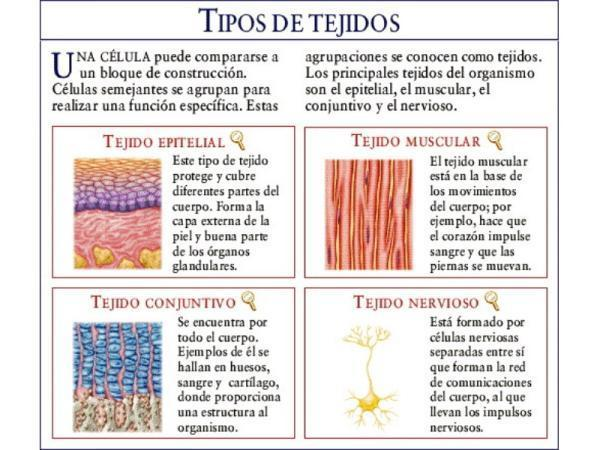 TIPOS DE TEJIDOS
UNA CÉLULA puede compararse a
un bloque de construcción.
Células semejantes se agrupan para
realizar una función específica. Estas
agrupaciones se conocen como tejidos.
Los principales tejidos del organismo
son el epitelial, el muscular, el
conjuntivo y el nervioso.
TEJIDO EPITELIAL
Este tipo de tejido
protege y cubre
diferentes partes del
cuerpo. Forma la
capa externa de la
piel y buena parte
de los órganos
glandulares.
TEJIDO MUSCULAR
El tejido muscular
está en la base de
los movimientos
del cuerpo; por
ejemplo, hace que
el corazón impulse
sangre y que las
piernas se muevan.
TEJIDO CONJUNTIVO
Se encuentra por
todo el cuerpo.
Ejemplos de él se
hallan en huesos,
sangre y cartílago,
donde proporciona
una estructura al
organismo.
TEJIDO NERVIOSO
Está formado por
células nerviosas
separadas entre sí
que forman la red
de comunicaciones
del cuerpo, al que
llevan los impulsos
nerviosos.